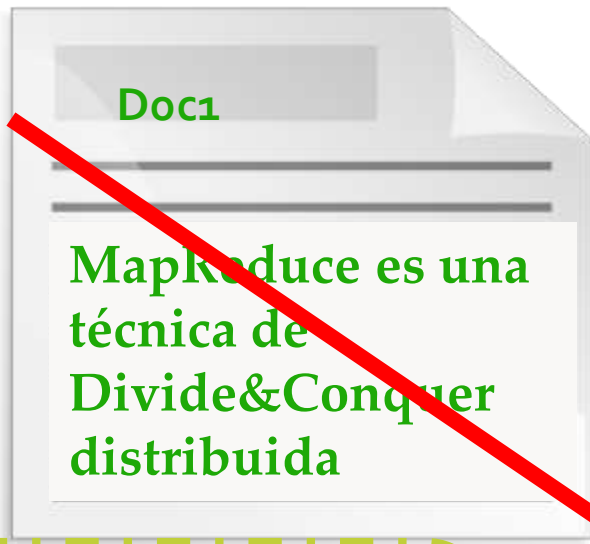 Doc1
MapReduce es una
técnica de
Divide&Conquer
distribuida